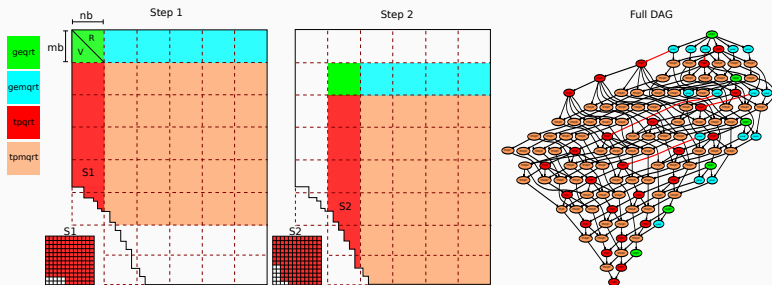 nb
Step 1
Step 2
Full DAG
mb
R
V
geqrt
gemqrt
tpqrt
tpmqrt
S1
S2
S1
S2